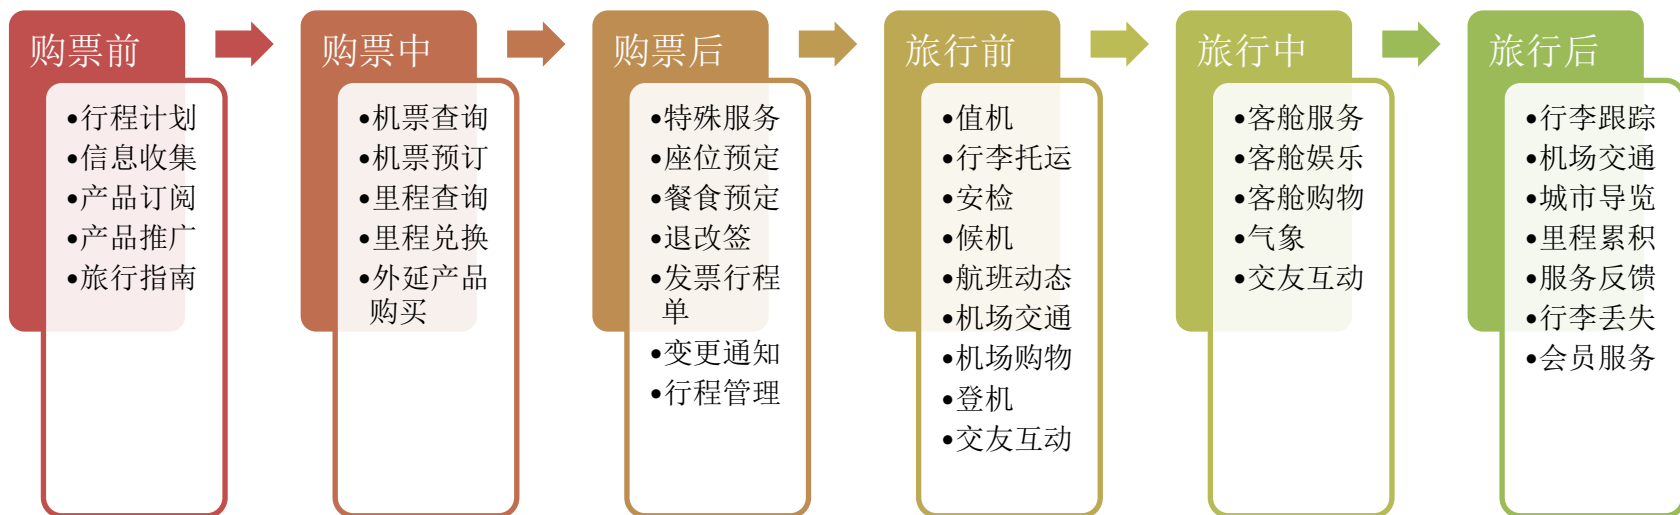 购票前
•行程计划
•信息收集
•产品订阅
•产品推广
•旅行指南
购票中
•机票查询
•机票预订
•里程查询
•里程兑换
•外延产品
购买
购票后
•特殊服务
•座位预定
•餐食预定
•退改签
•发票行程
单
•变更通知
•行程管理
旅行前
•值机
•行李托运
•安检
•候机
•航班动态
•机场交通
•机场购物
•登机
•交友互动
旅行中
•客舱服务
•客舱娱乐
•客舱购物
•气象
•交友互动
旅行后
•行李跟踪
•机场交通
•城市导览
•里程累积
•服务反馈
•行李丢失
•会员服务